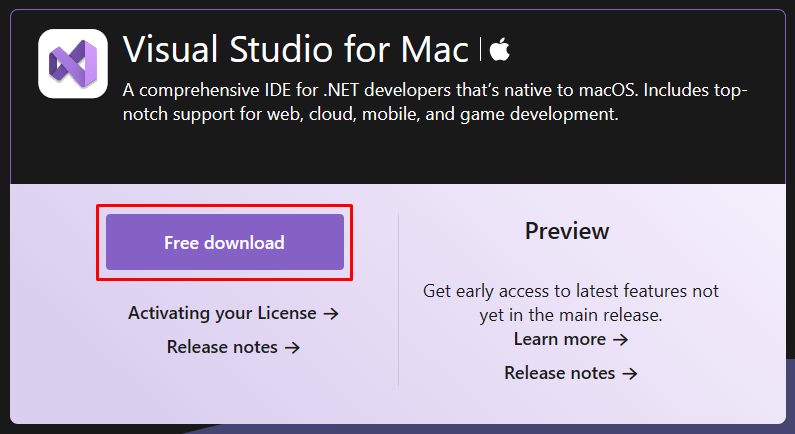 Visual Studio for Mac
A comprehensive IDE for .NET developers that’s native to macOS. Includes top-
notch support for web, cloud, mobile, and game development.
Free download
Activating your License →
Release notes →
Preview
Get early access to latest features not
yet in the main release.
Learn more →
Release notes →